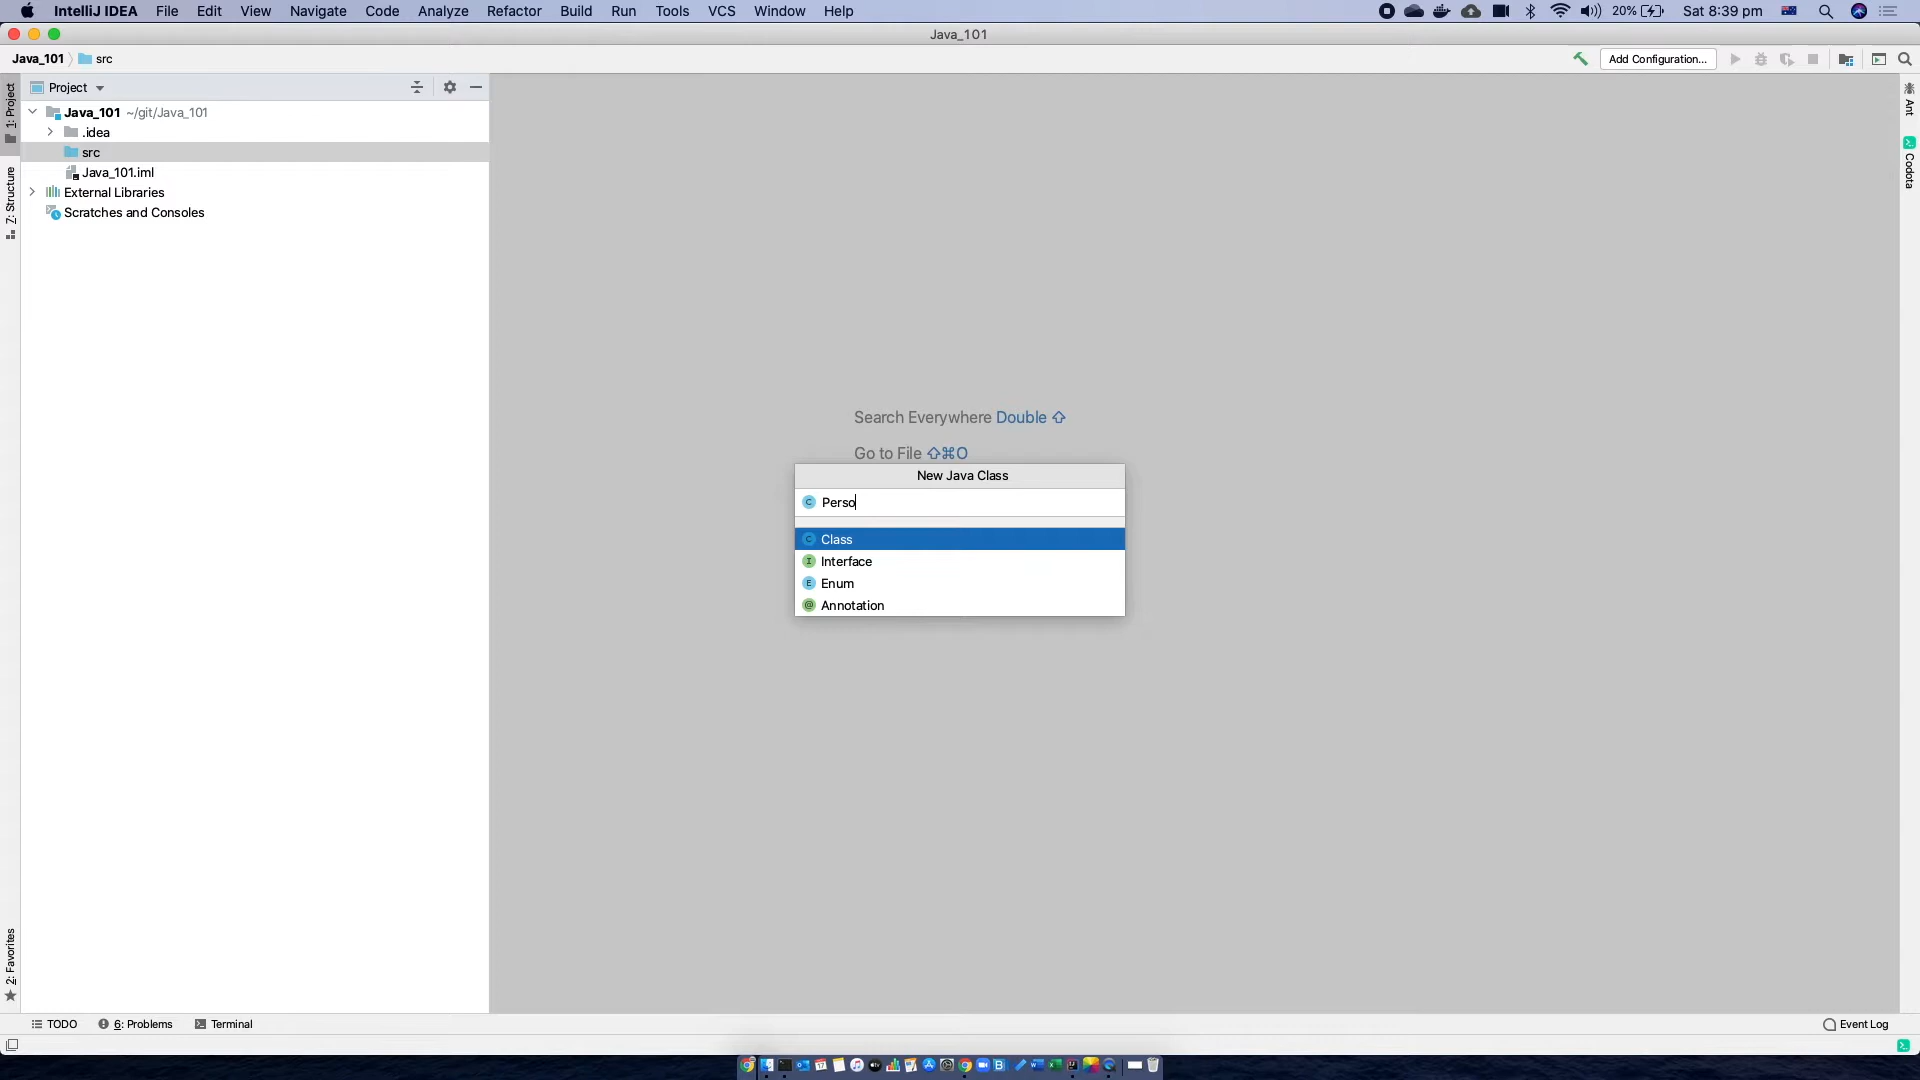 IntelliJ IDEA File Edit View Navigate Code Analyze Refactor Build Run Tools VCS Window Help 20% Sat 8:39 pm
Java_101
Java_101 src Add Configuration...
1: Project
Project
Java_101 ~/git/Java_101
.idea
src
Java_101.iml
External Libraries
Scratches and Consoles
Z: Structure
2: Favorites
Ant
Codota
Search Everywhere Double ⇧
Go to File ⇧⌘O
New Java Class
C Perso
C Class
I Interface
E Enum
@ Annotation
TODO 6: Problems Terminal Event Log